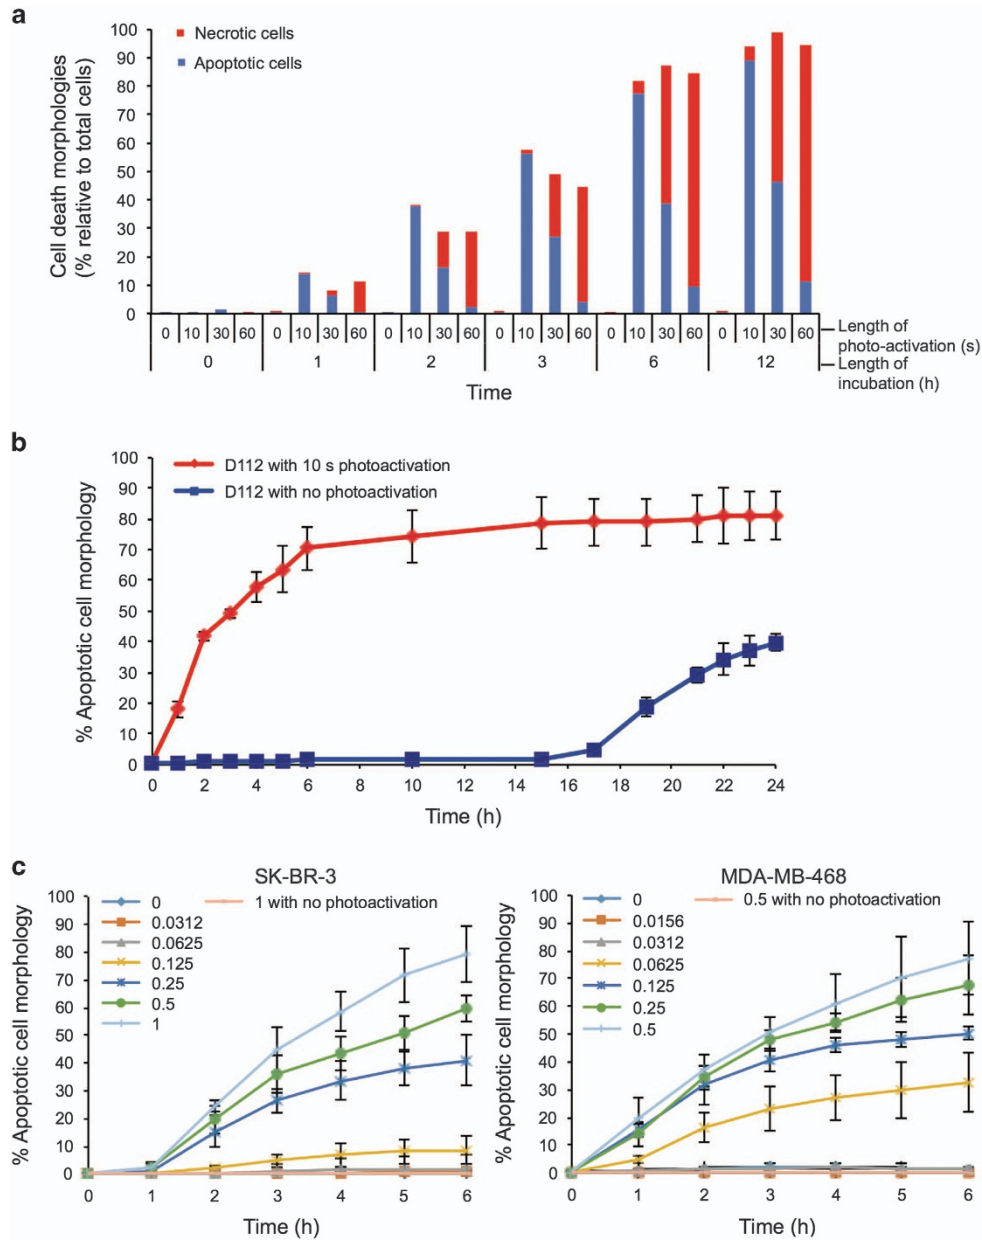 a
Cell death morphologies
(% relative to total cells)
100
90
80
70
60
50
40
30
20
10
0
Necrotic cells
Apoptotic cells
0 10 30 60 0 10 30 60 0 10 30 60 0 10 30 60 0 10 30 60 0 10 30 60
Length of
photo-activation (s)
0 1 2 3 6 12
Length of
incubation (h)
Time
b
% Apoptotic cell morphology
100
90
80
70
60
50
40
30
20
10
0
D112 with 10 s photoactivation
D112 with no photoactivation
0 2 4 6 8 10 12 14 16 18 20 22 24
Time (h)
c
SK-BR-3
% Apoptotic cell morphology
100
90
80
70
60
50
40
30
20
10
0
0
0.0312
0.0625
0.125
0.25
0.5
1
1 with no photoactivation
0 1 2 3 4 5 6
Time (h)
MDA-MB-468
% Apoptotic cell morphology
100
90
80
70
60
50
40
30
20
10
0
0
0.0156
0.0312
0.0625
0.125
0.25
0.5
0.5 with no photoactivation
0 1 2 3 4 5 6
Time (h)